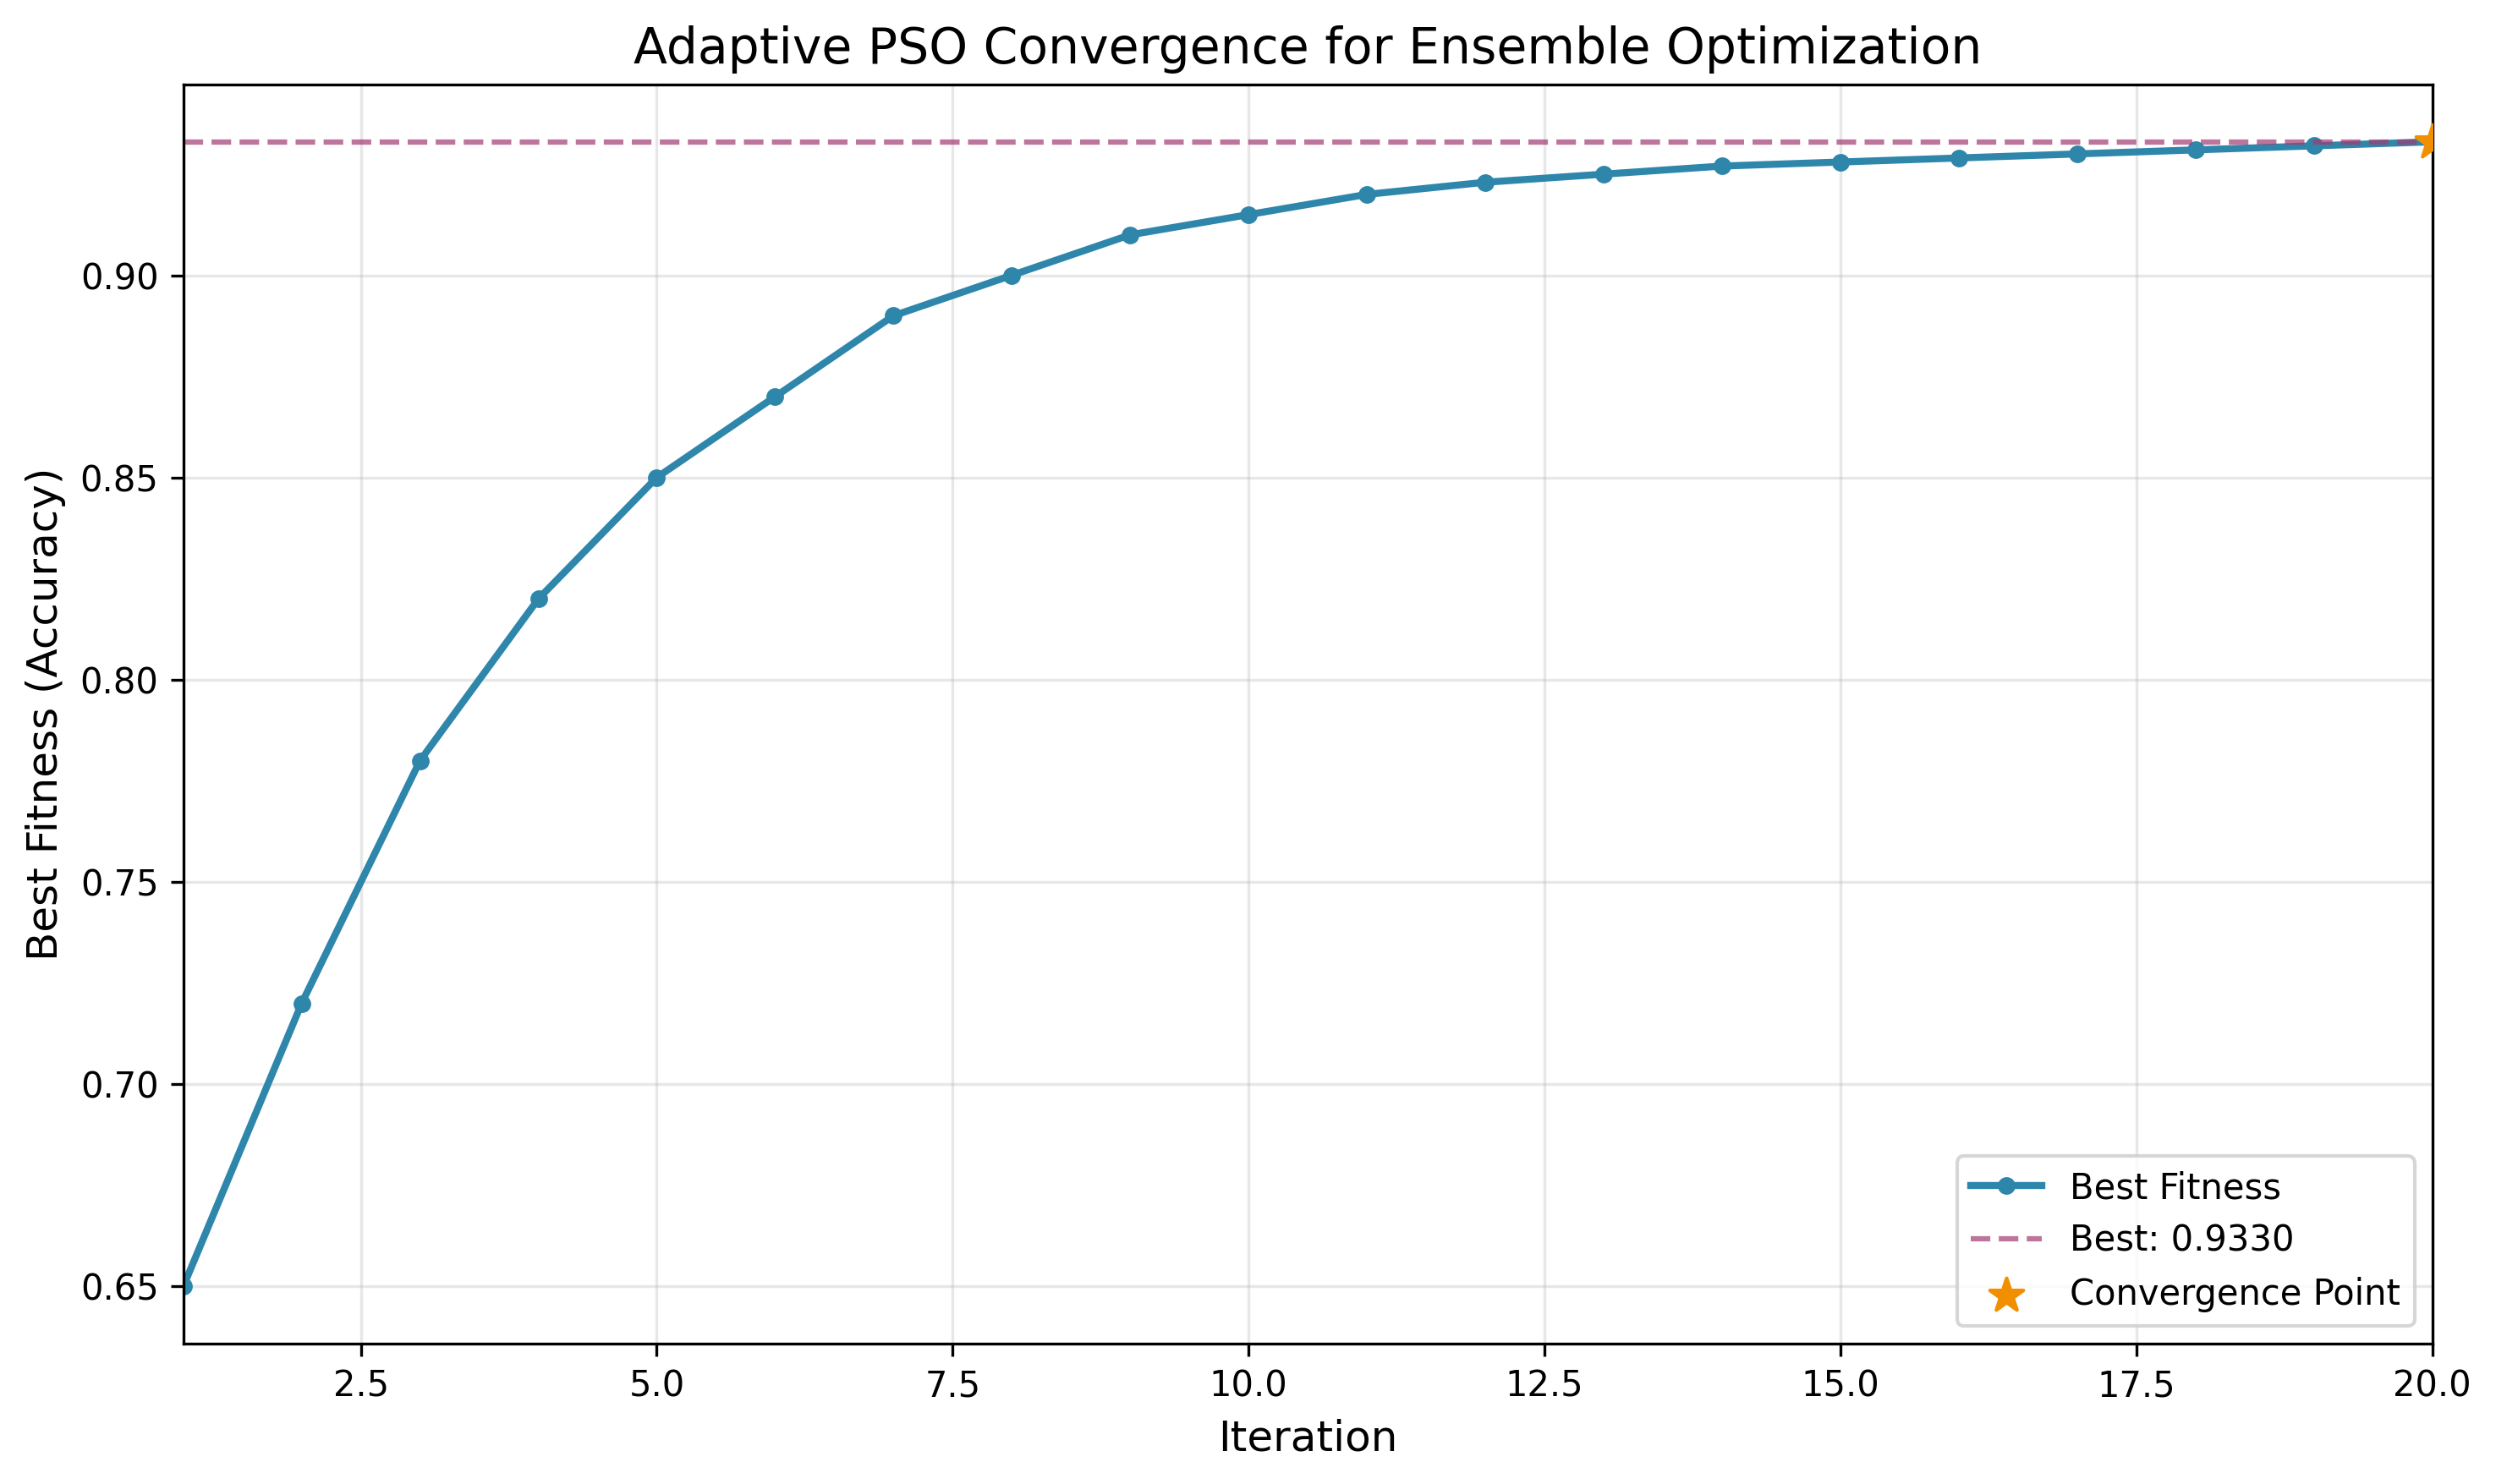 Adaptive PSO Convergence for Ensemble Optimization
Best Fitness (Accuracy)
0.90
0.85
0.80
0.75
0.70
0.65
Best Fitness
Best: 0.9330
Convergence Point
2.5 5.0 7.5 10.0 12.5 15.0 17.5 20.0
Iteration